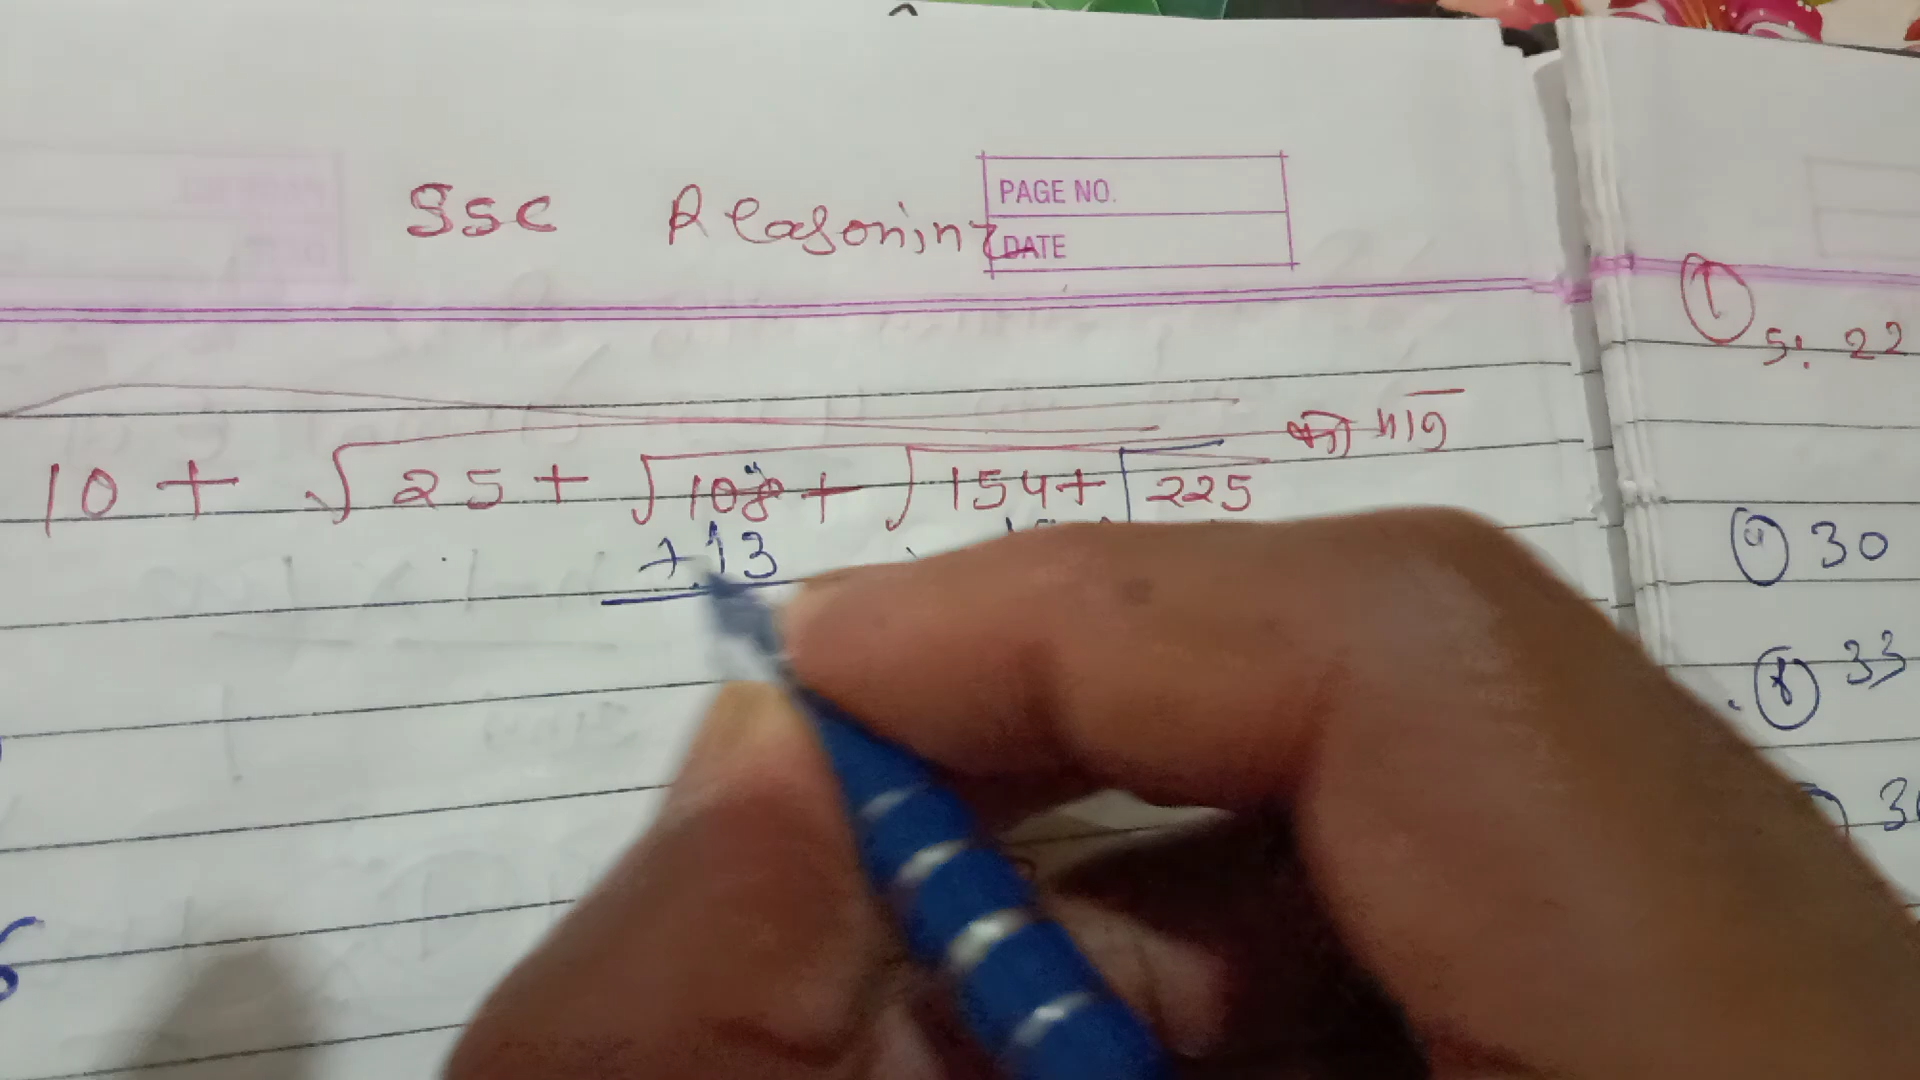 SSC Reasoning
PAGE NO.
DATE
10 + √25 + √108 + √154 + √225 का मान
+13
1
5: 22
30
33